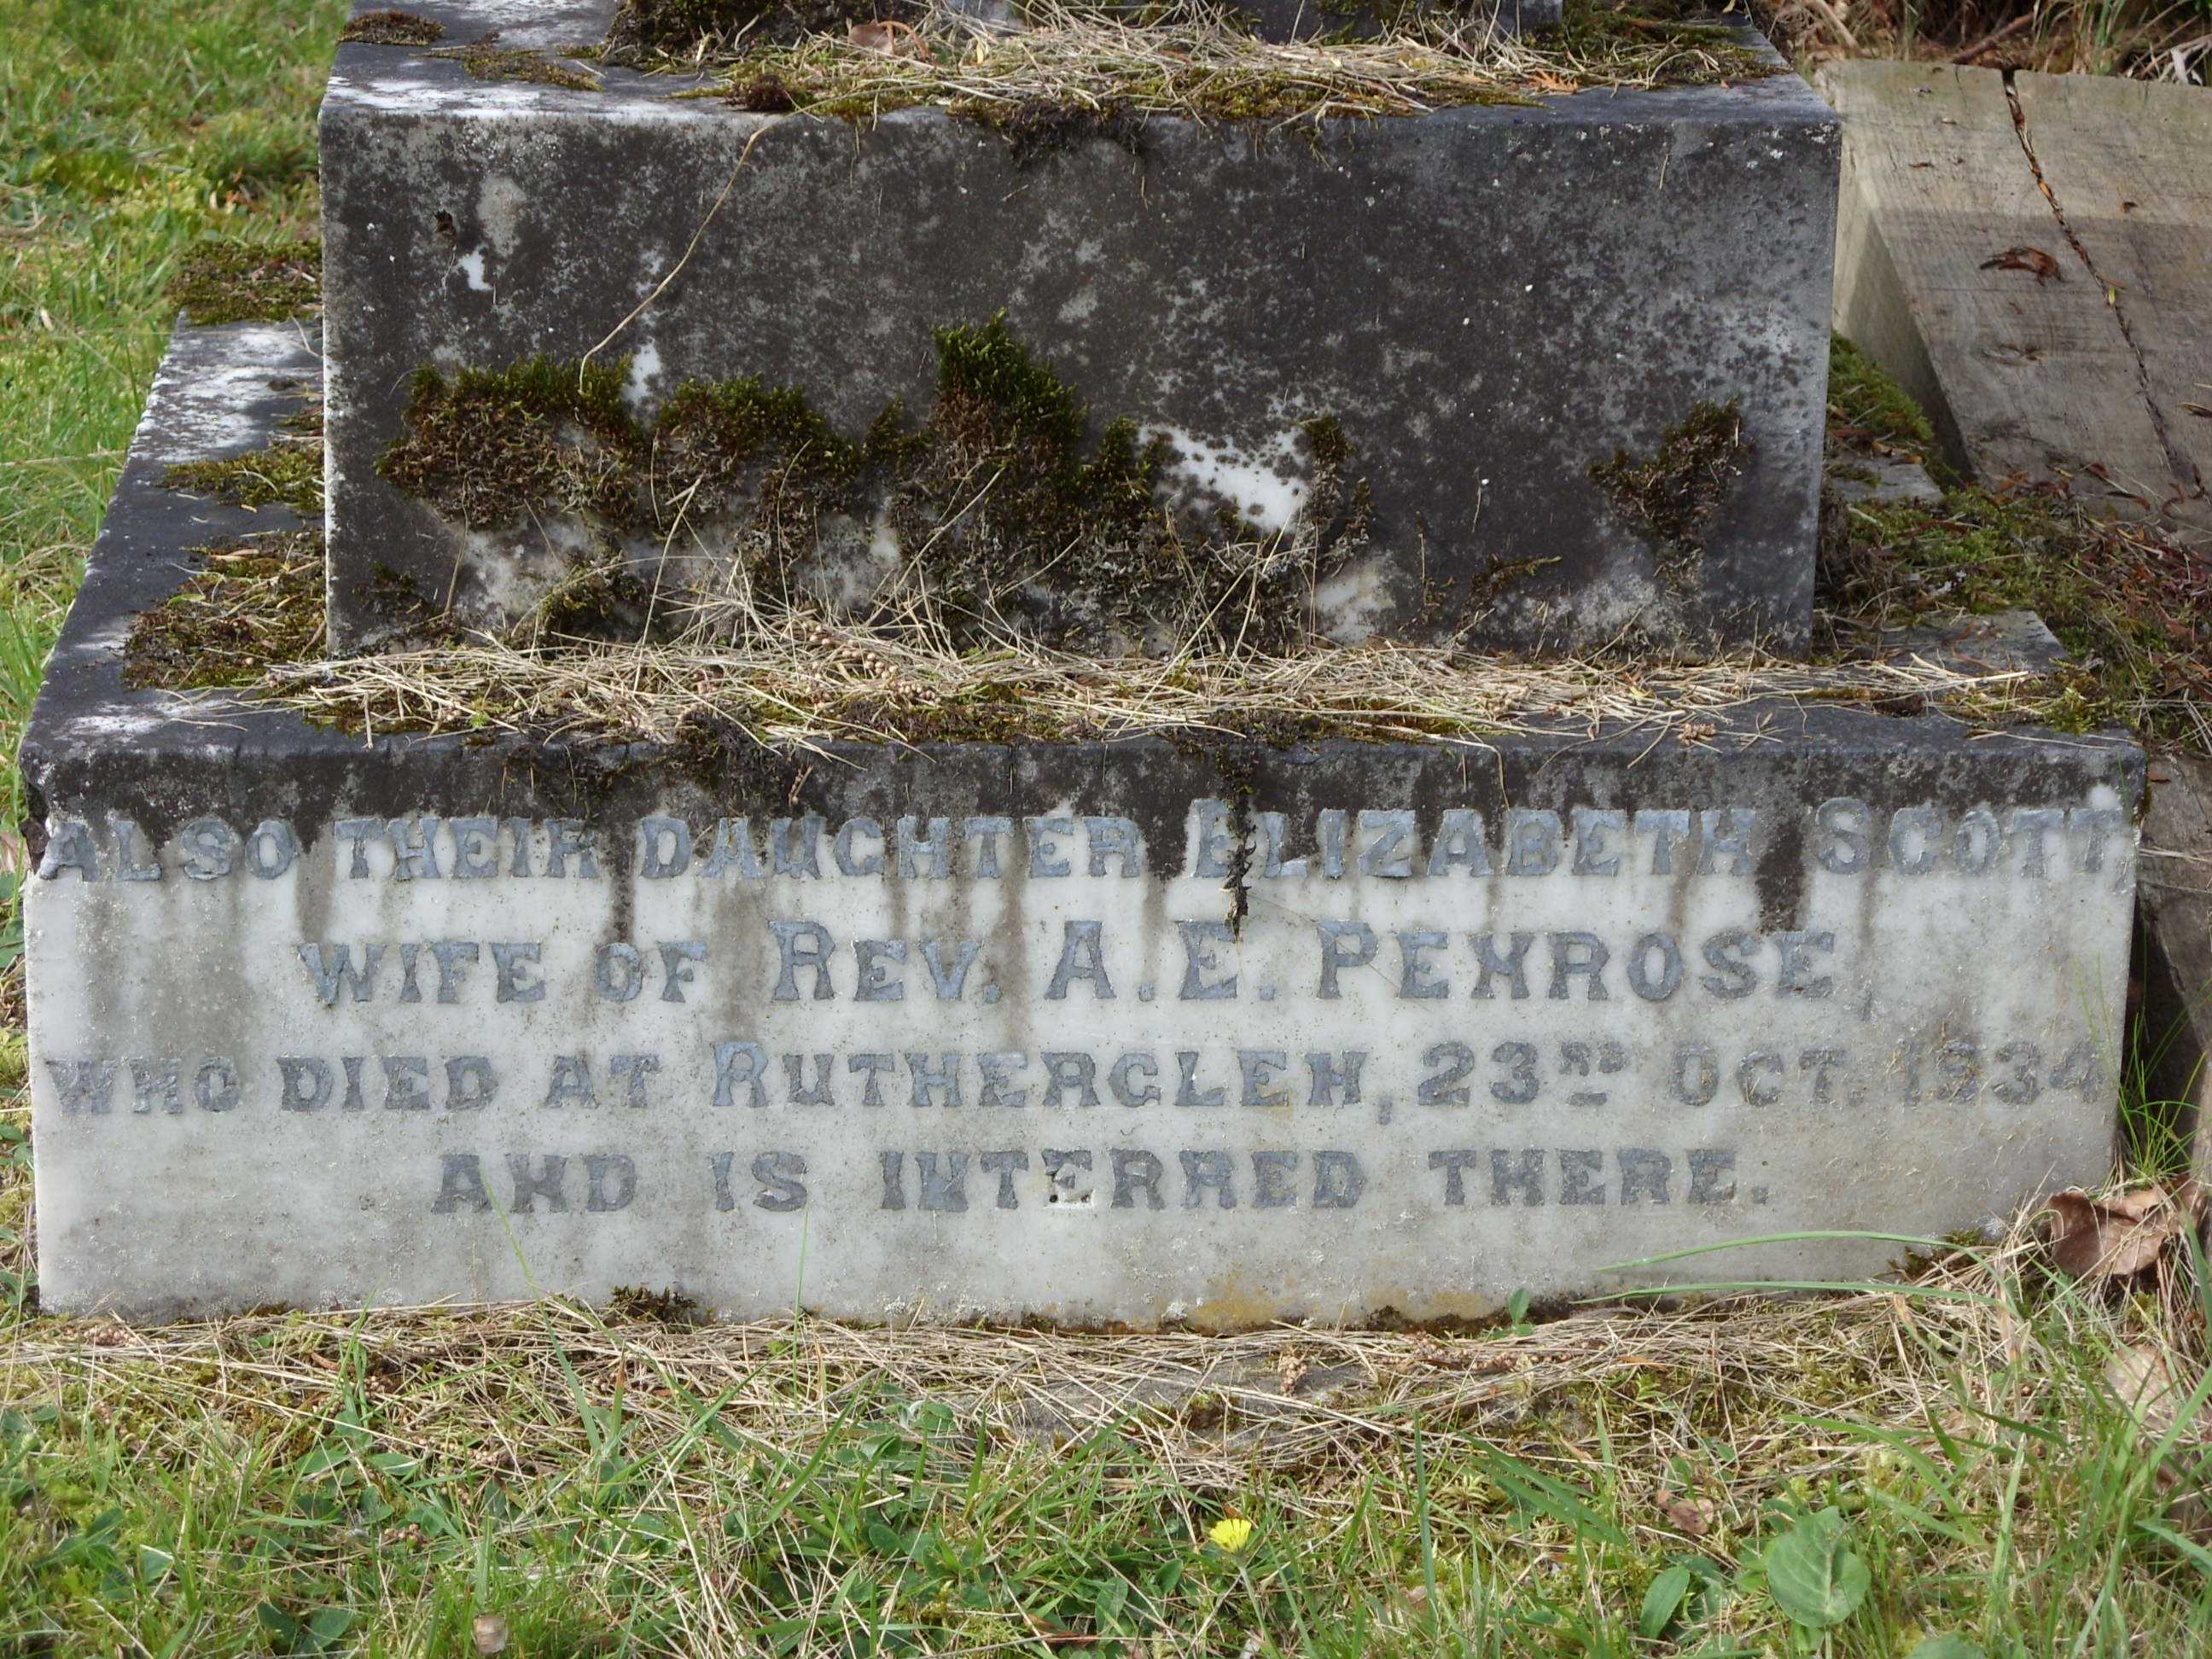 ALSO THEIR DAUGHTER ELIZABETH SCOTT,
WIFE OF REV. A. E. PENROSE,
WHO DIED AT RUTHERGLEN, 23RD OCT. 1934
AND IS INTERRED THERE.